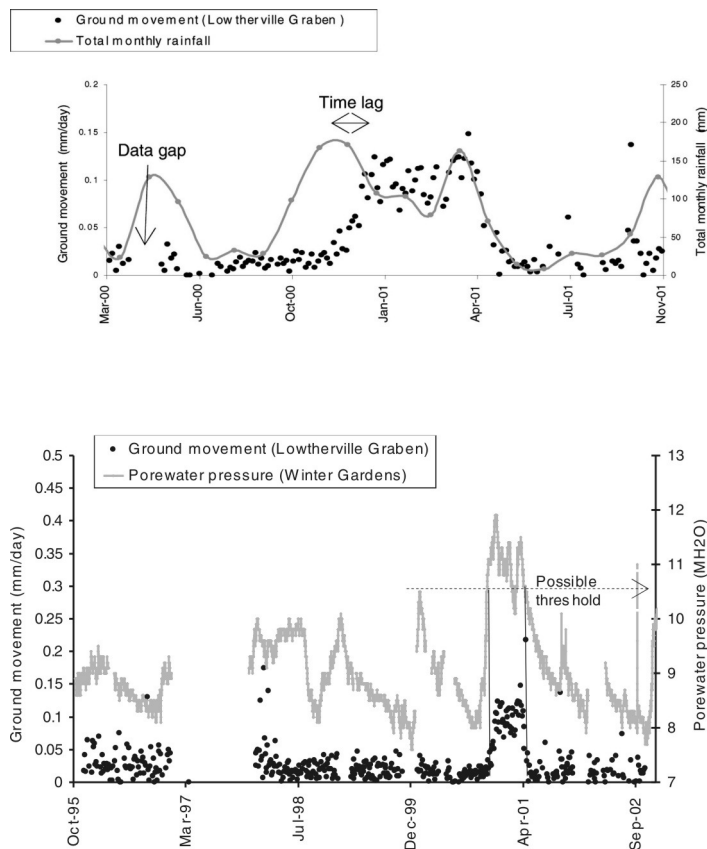 Ground movement (Lowtherville Graben )
Total monthly rainfall
0.2
0.15
0.1
0.05
0
Ground movement (mm/day)
Data gap
Time lag
250
200
150
100
50
0
Total monthly rainfall (mm)
Mar-00
Jun-00
Oct-00
Jan-01
Apr-01
Jul-01
Nov-01
Ground movement (Lowtherville Graben)
Porewater pressure (Winter Gardens)
0.5
0.45
0.4
0.35
0.3
0.25
0.2
0.15
0.1
0.05
0
Ground movement (mm/day)
Possible
threshold
13
12
11
10
9
8
7
Porewater pressure (MH2O)
Oct-95
Mar-97
Jul-98
Dec-99
Apr-01
Sep-02